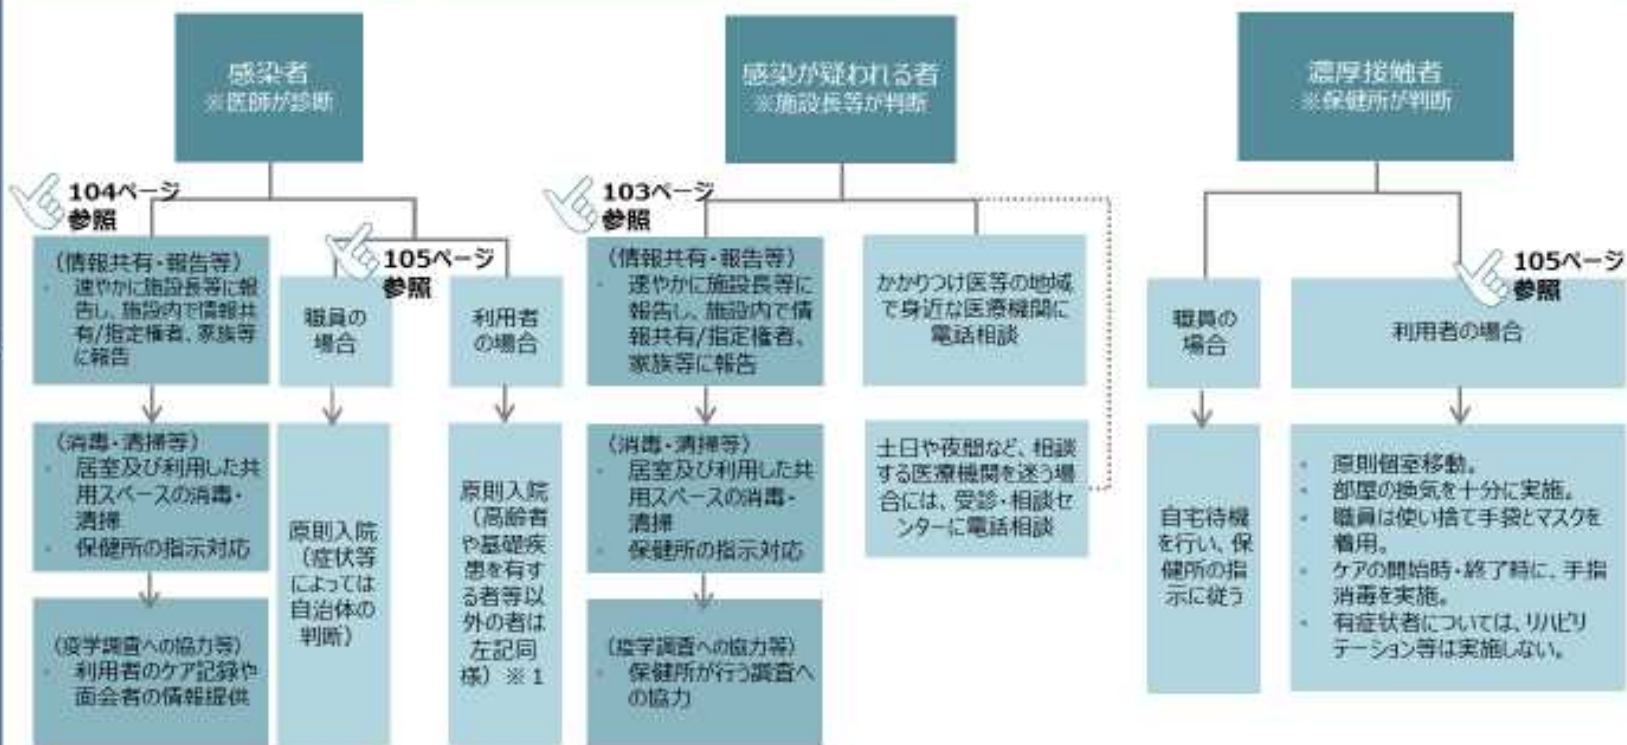 感染者
※医師が診断
104ページ
参照
(情報共有・報告等)
・ 速やかに施設長等に報
告し、施設内で情報共
有/指定権者、家族等
に報告
(消毒・清掃等)
・ 居室及び利用した共
用スペースの消毒・
清掃
・ 保健所の指示対応
(疫学調査への協力等)
・ 利用者のケア記録や
面会者の情報提供
105ページ
参照
職員の
場合
原則入院
(症状等
によっては
自治体の
判断)
利用者
の場合
原則入院
(高齢者
や基礎疾
患を有す
る者等以
外の者は
左記同
様)※1
感染が疑われる者
※施設長等が判断
103ページ
参照
(情報共有・報告等)
・ 速やかに施設長等に
報告し、施設内で情
報共有/指定権者、
家族等に報告
(消毒・清掃等)
・ 居室及び利用した共
用スペースの消毒・
清掃
・ 保健所の指示対応
(疫学調査への協力等)
・ 保健所が行う調査へ
の協力
かかりつけ医等の地域
で身近な医療機関に
電話相談
土日や夜間など、相談
する医療機関を迷う場
合には、受診・相談セ
ンターに電話相談
濃厚接触者
※保健所が判断
職員の
場合
自宅待機
を行い、保
健所の指
示に従う
105ページ
参照
利用者の場合
・ 原則個室移動。
・ 部屋の換気を十分に実施。
・ 職員は使い捨て手袋とマスクを
着用。
・ ケアの開始時・終了時に、手指
消毒を実施。
・ 有症状者については、リハビリ
テーション等は実施しない。